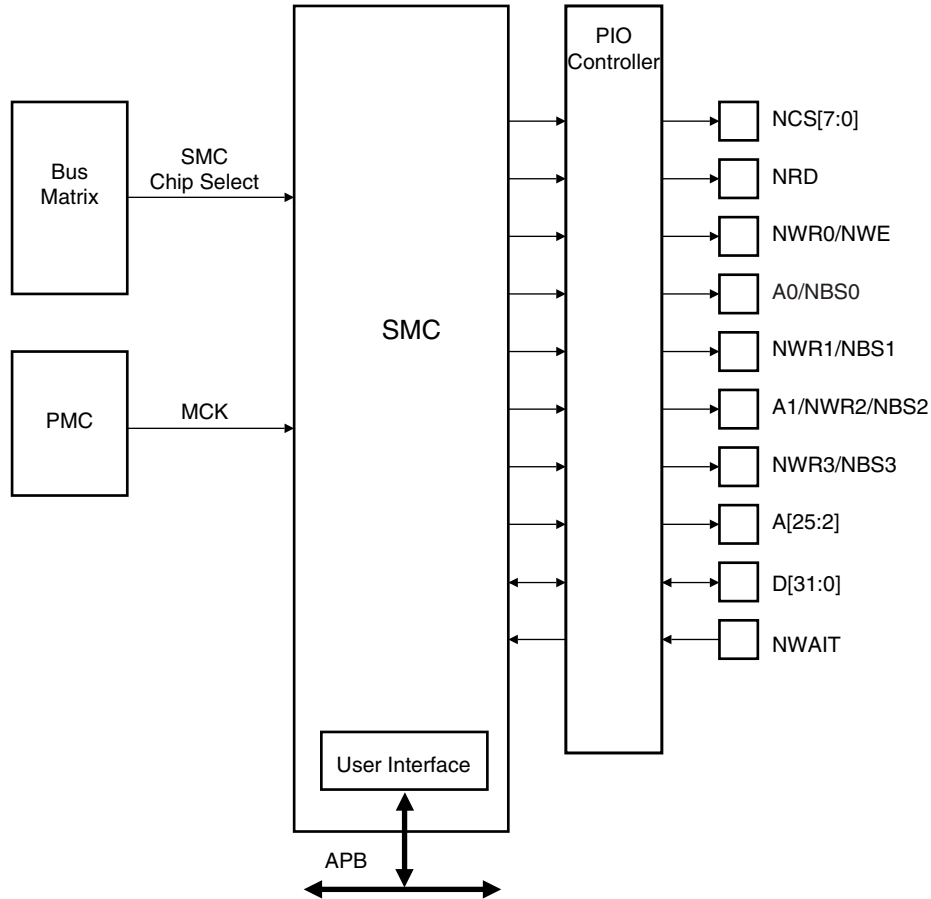 Bus
Matrix
SMC
Chip Select
PMC
MCK
SMC
User Interface
APB
PIO
Controller
NCS[7:0]
NRD
NWR0/NWE
A0/NBS0
NWR1/NBS1
A1/NWR2/NBS2
NWR3/NBS3
A[25:2]
D[31:0]
NWAIT